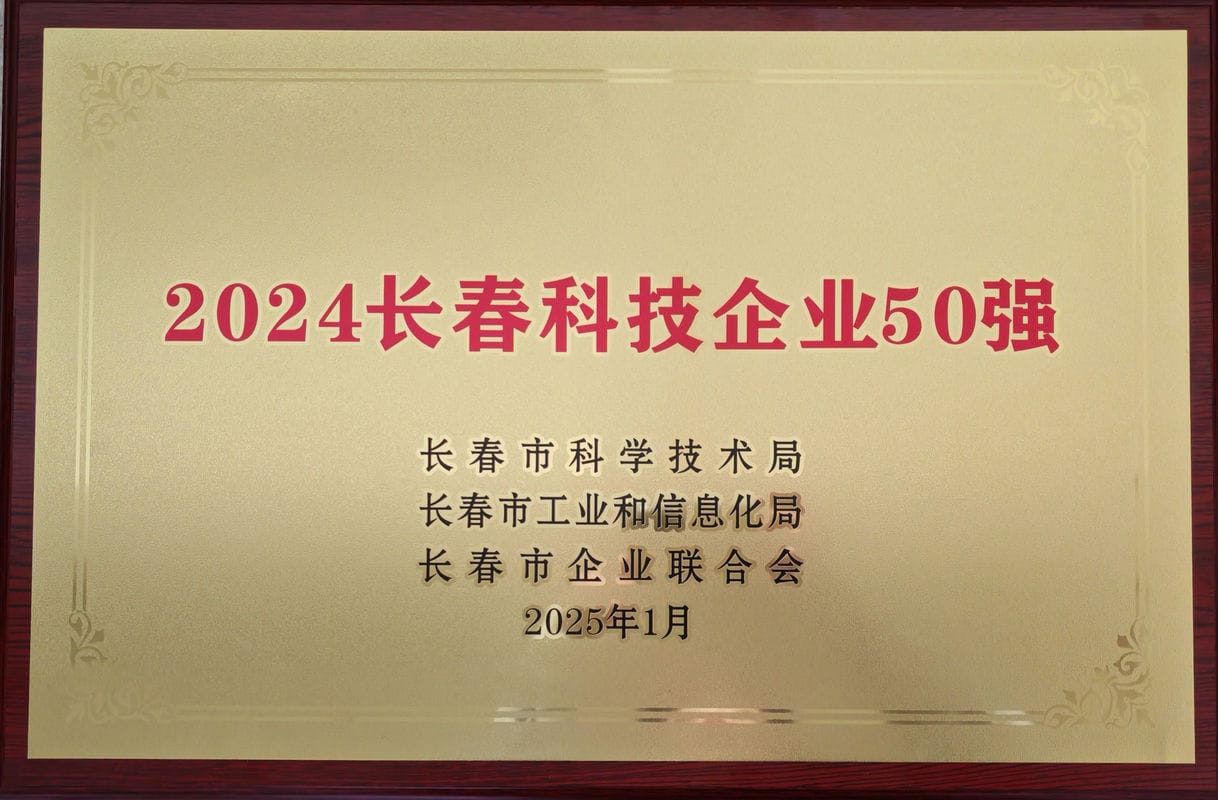 2024长春科技企业50强
长春市科学技术局
长春市工业和信息化局
长春市企业联合会
2025年1月